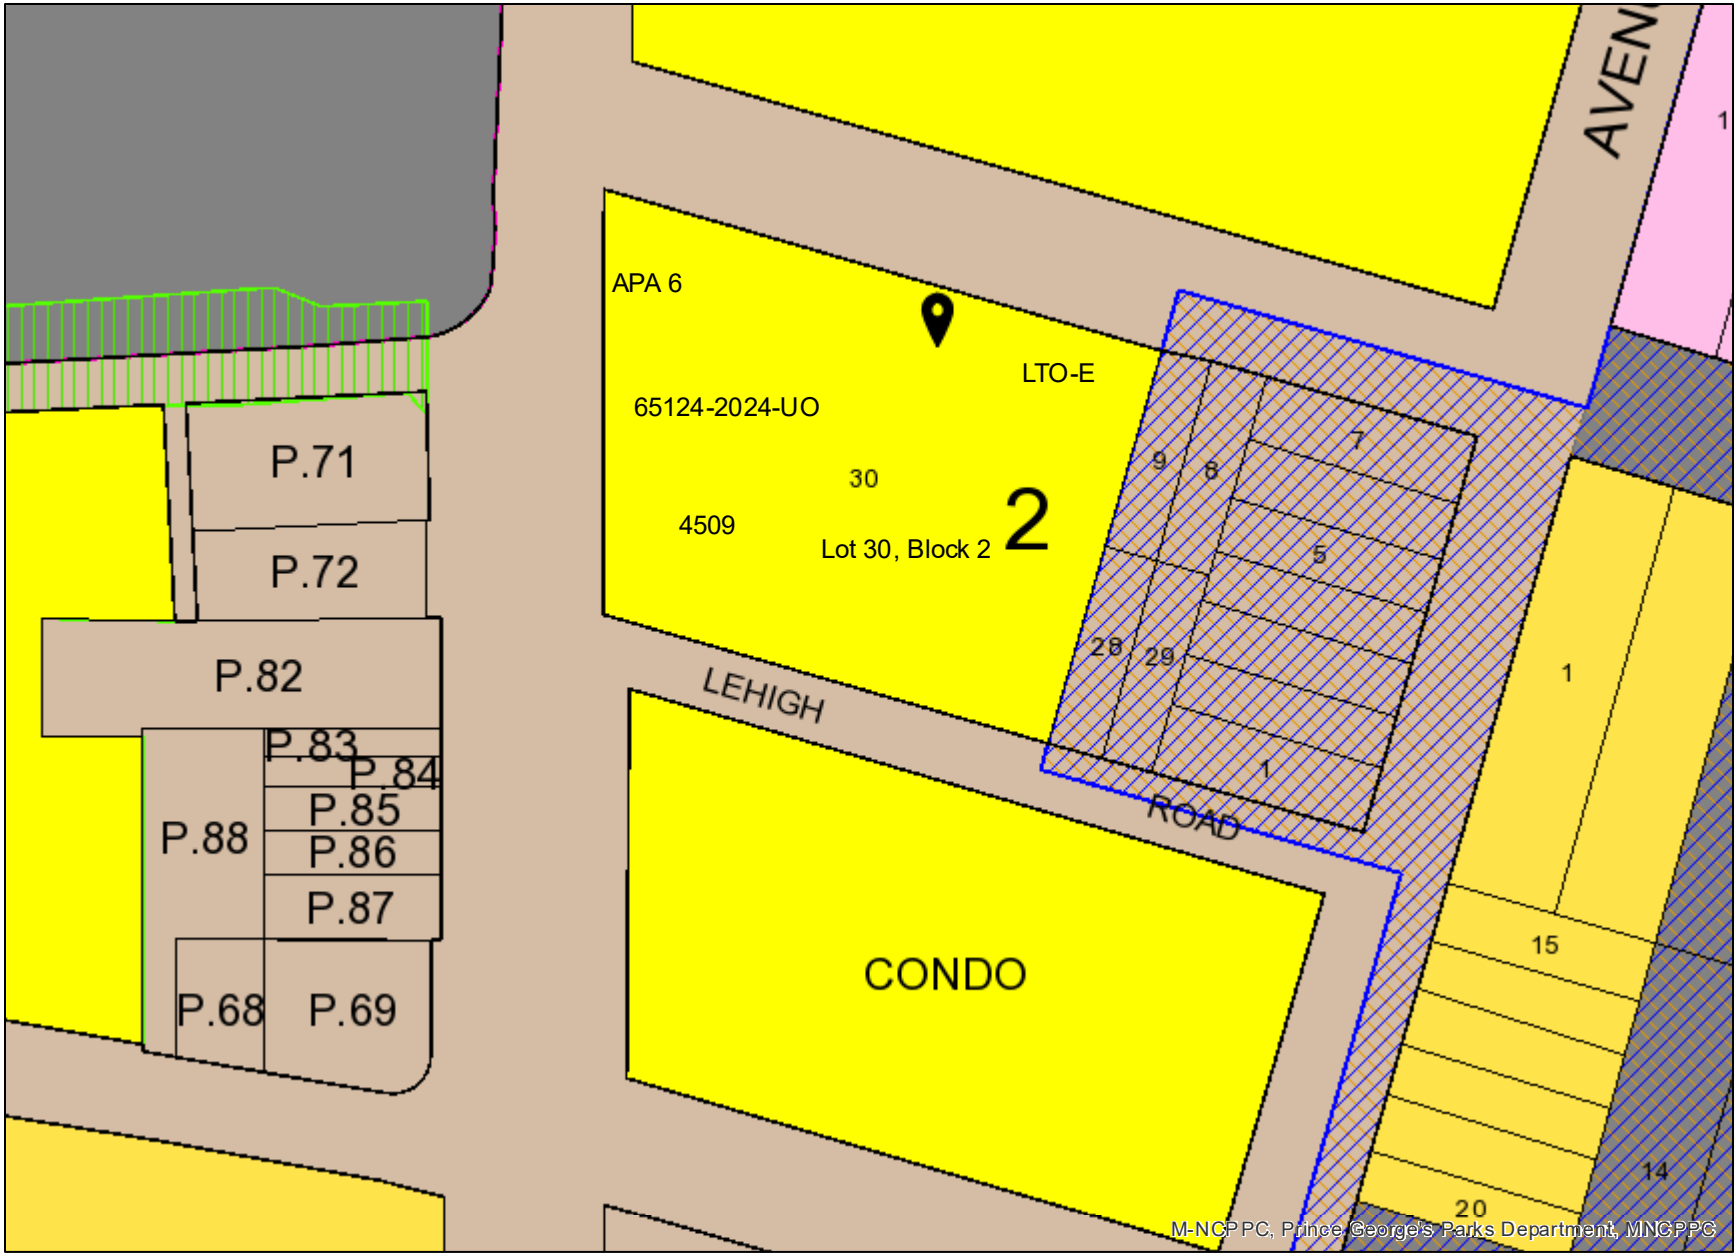 AVENU
1
APA 6
LTO-E
65124-2024-UO
30
4509
Lot 30, Block 2
2
7
9
8
5
28
29
1
1
P.71
P.72
P.82
P.83
P.84
P.85
P.88
P.86
P.87
P.68
P.69
LEHIGH
ROAD
CONDO
15
14
20
M-NCPPC, Prince George's Parks Department, MNCPPC